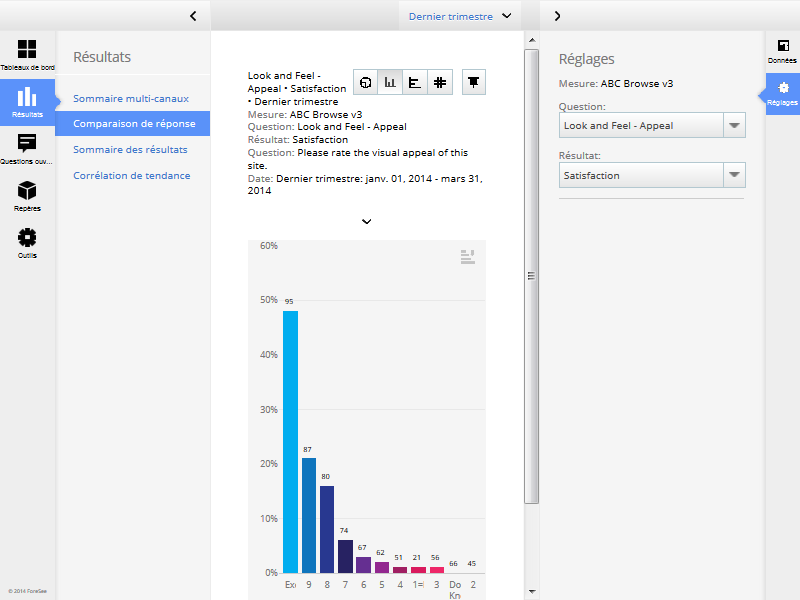 Dernier trimestre
Tableaux de bord
Résultats
Questions ouv...
Repères
Outils
© 2014 ForeSee
Résultats
Sommaire multi-canaux
Comparaison de réponse
Sommaire des résultats
Corrélation de tendance
Look and Feel -
Appeal • Satisfaction
• Dernier trimestre
Mesure: ABC Browse v3
Question: Look and Feel - Appeal
Résultat: Satisfaction
Question: Please rate the visual appeal of this
site.
Date: Dernier trimestre: janv. 01, 2014 - mars 31,
2014
60%
50%
40%
30%
20%
10%
0%
95 87 80 74 67 62 51 21 56 66 45
Exc 9 8 7 6 5 4 1=I 3 Do 2
Kn
Réglages
Mesure: ABC Browse v3
Question:
Look and Feel - Appeal
Résultat:
Satisfaction
Données
Réglages